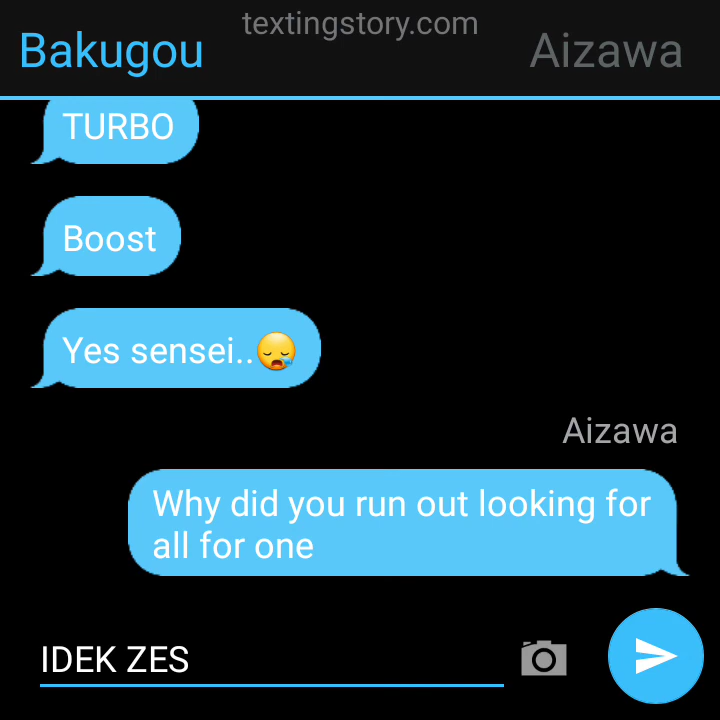 textingstory.com
Bakugou
Aizawa
TURBO
Boost
Yes sensei..😪
Aizawa
Why did you run out looking for
all for one
IDEK ZES